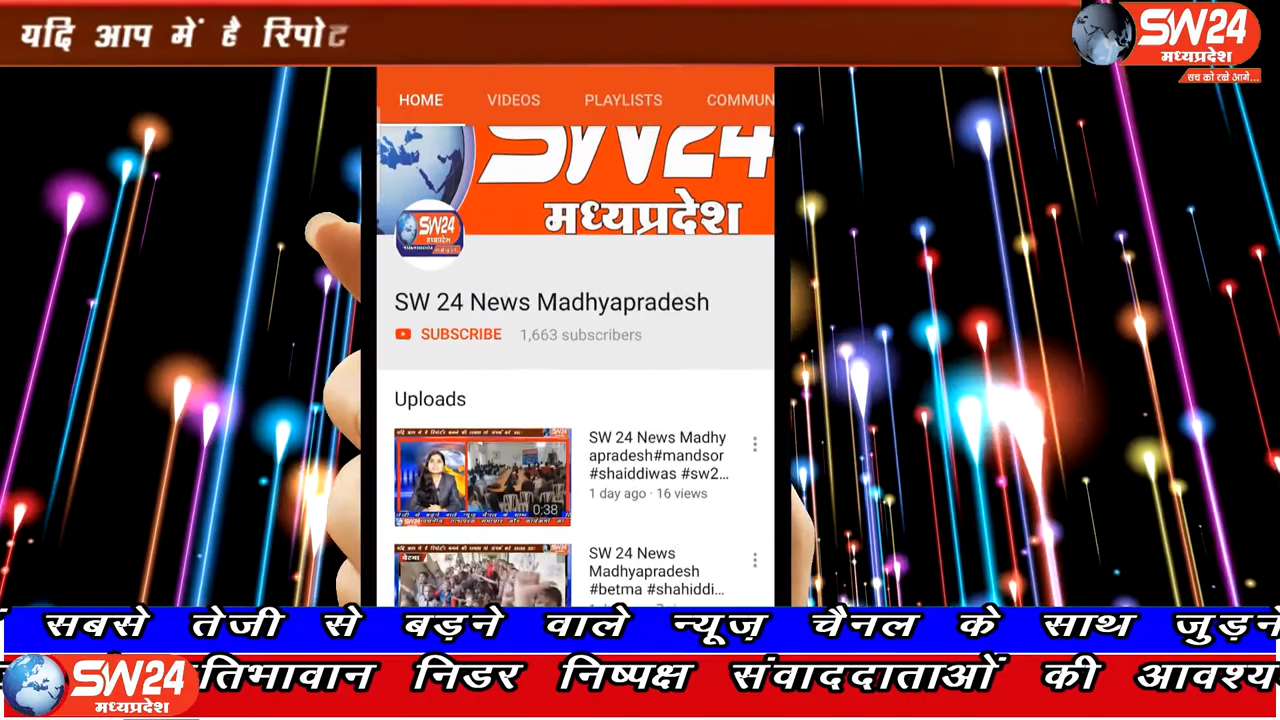 यदि आप में है रिपोट
SW24
मध्यप्रदेश
सच को रखे आगे...
HOME VIDEOS PLAYLISTS COMMUN
SW24
मध्यप्रदेश
SW24
SW 24 News Madhyapradesh
SUBSCRIBE 1,663 subscribers
Uploads
SW 24 News Madhy
apradesh#mandsor
#shaiddiwas #sw2...
1 day ago · 16 views
0:38
SW 24 News
Madhyapradesh
#betma #shahiddi...
बेटमा
सबसे तेजी से बड़ने वाले न्यूज़ चैनल के साथ जुड़ने
तिभावान निडर निष्पक्ष संवाददाताओं की आवश्य
SW24
मध्यप्रदेश